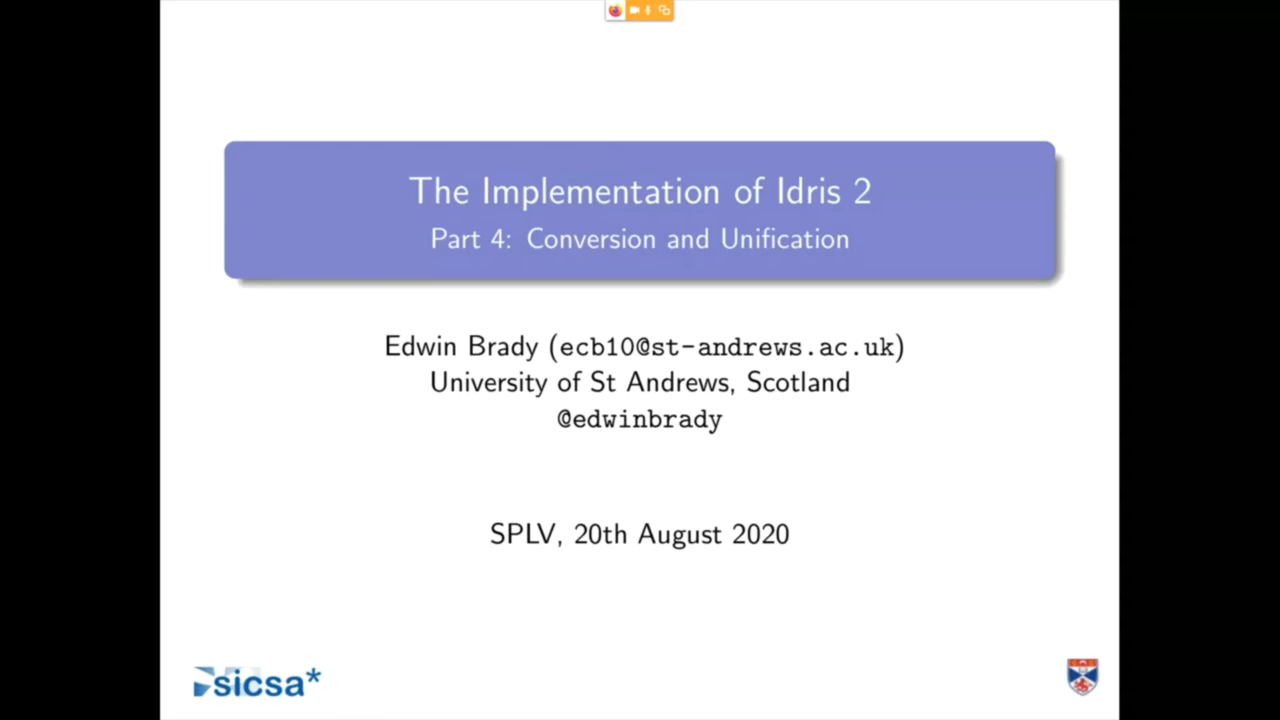 The Implementation of Idris 2
Part 4: Conversion and Unification
Edwin Brady (ecb10@st-andrews.ac.uk)
University of St Andrews, Scotland
@edwinbrady
SPLV, 20th August 2020
sicsa*